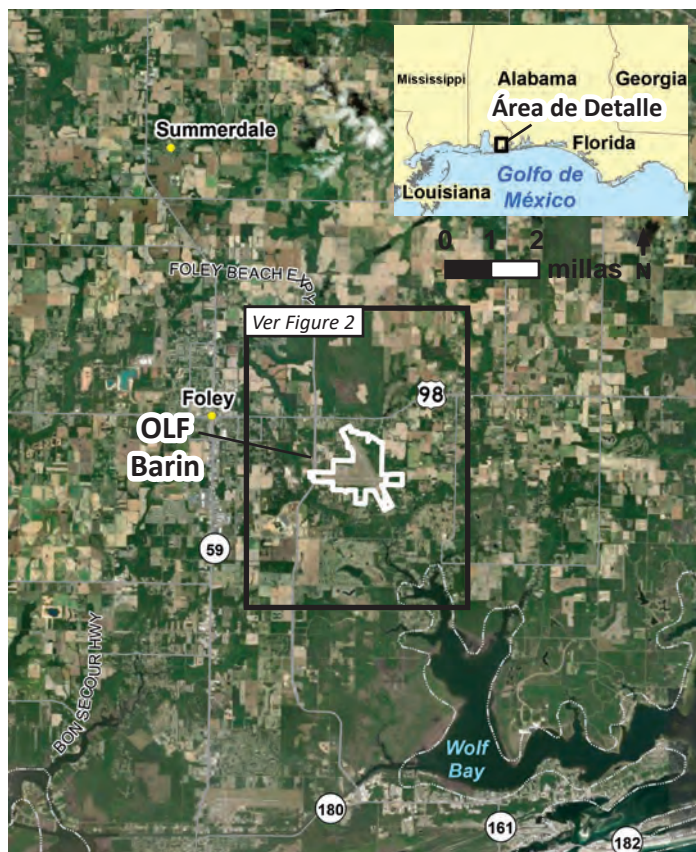 Mississippi
Alabama
Georgia
Área de Detalle
Florida
Louisiana
Golfo de
México
Summerdale
0 1 2
millas N
FOLEY BEACH EXPY
Ver Figure 2
98
Foley
OLF
Barin
59
BON SECOUR HWY
Wolf
Bay
180
161
182